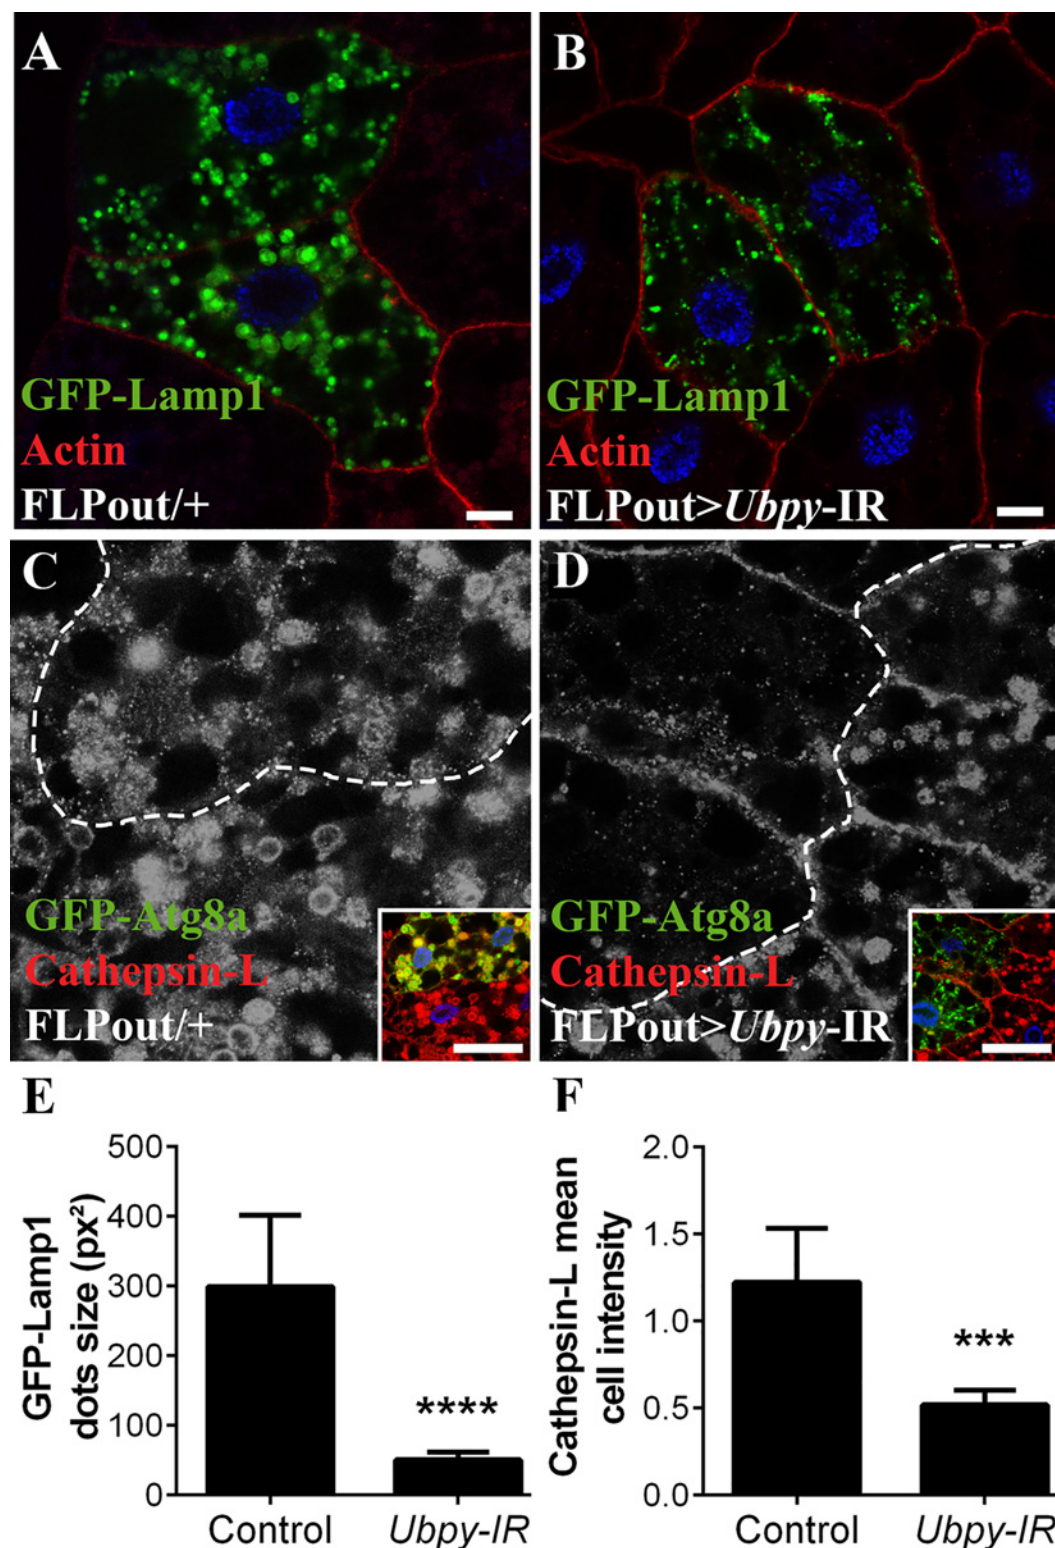 A
GFP-Lamp1
Actin
FLPout/+
B
GFP-Lamp1
Actin
FLPout>Ubpy-IR
C
GFP-Atg8a
Cathepsin-L
FLPout/+
D
GFP-Atg8a
Cathepsin-L
FLPout>Ubpy-IR
E
GFP-Lamp1
dots size (px²)
500
400
300
200
100
0
****
Control
Ubpy-IR
F
Cathepsin-L mean
cell intensity
2.0
1.5
1.0
0.5
0.0
***
Control
Ubpy-IR